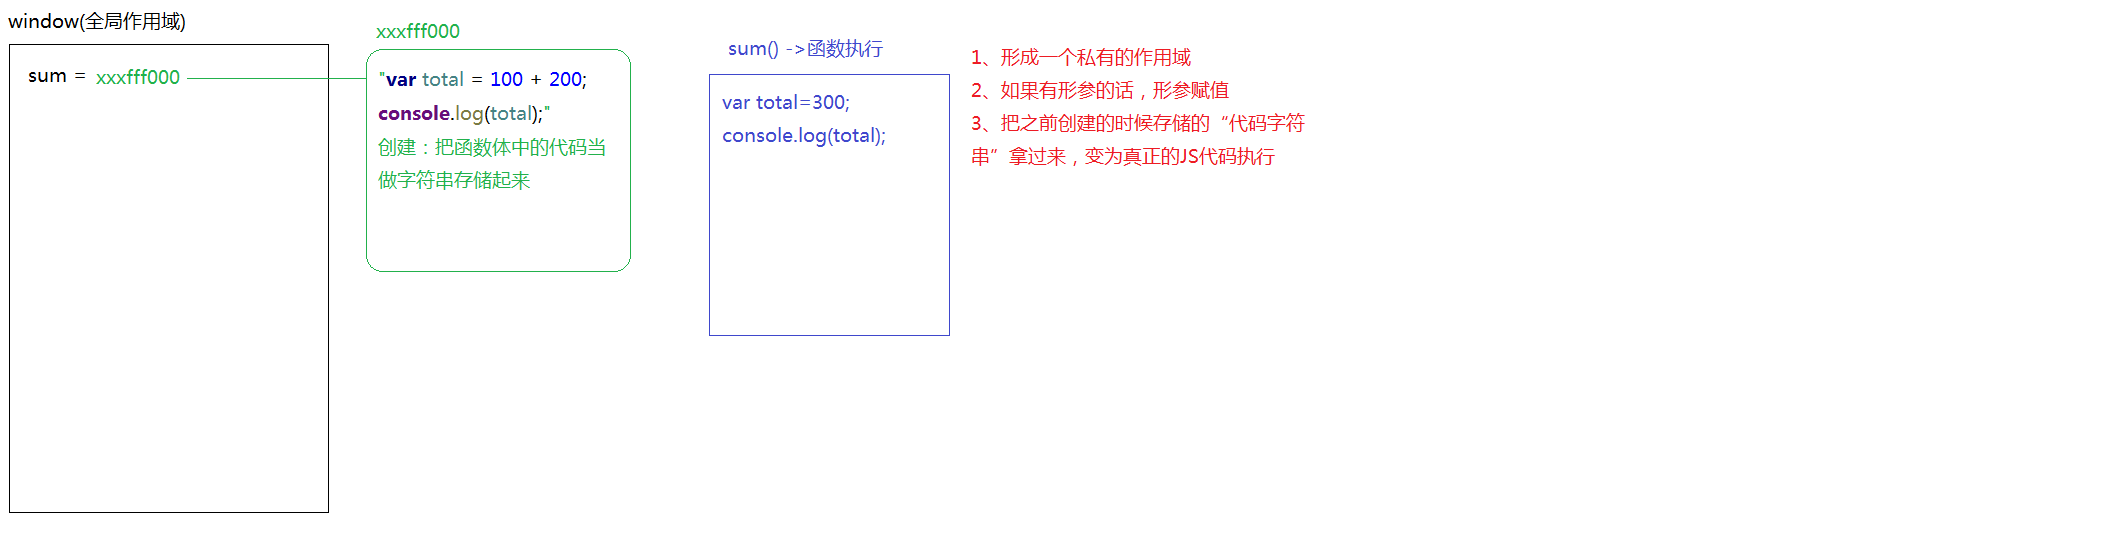 window(全局作用域)
sum = xxxfff000
xxxfff000
"var total = 100 + 200;
console.log(total);"
创建：把函数体中的代码当
做字符串存储起来
sum() ->函数执行
var total=300;
console.log(total);
1、形成一个私有的作用域
2、如果有形参的话，形参赋值
3、把之前创建的时候存储的“代码字符
串”拿过来，变为真正的JS代码执行